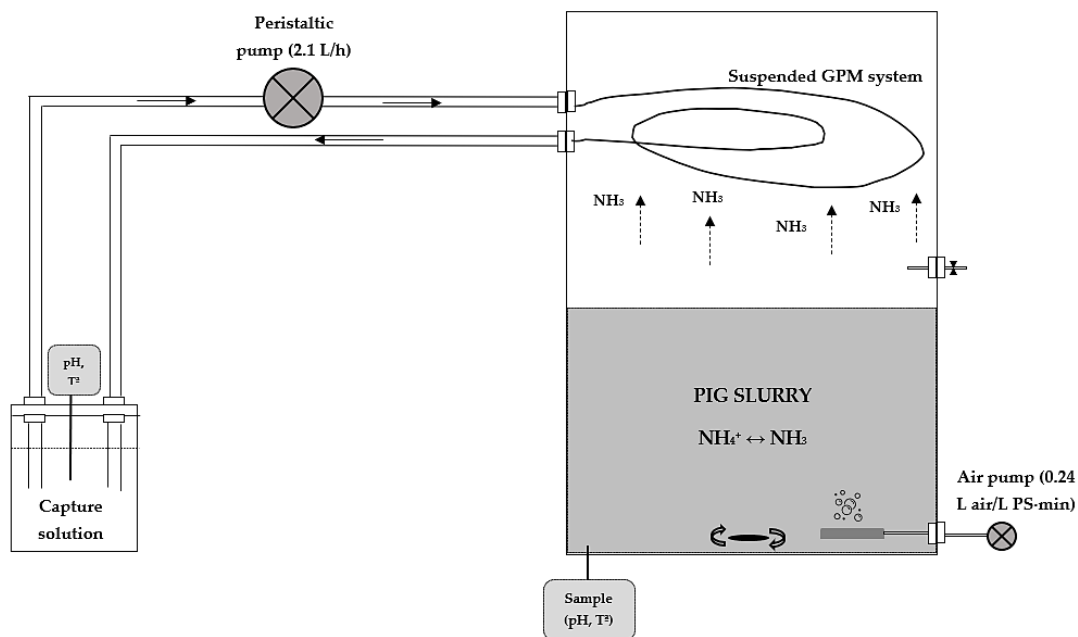 Peristaltic
pump (2.1 L/h)
Suspended GPM system
NH₃
NH₃
NH₃
NH₃
pH,
Tª
PIG SLURRY
NH₄⁺ ↔ NH₃
Capture
solution
Air pump (0.24
L air/L PS·min)
Sample
(pH, Tª)